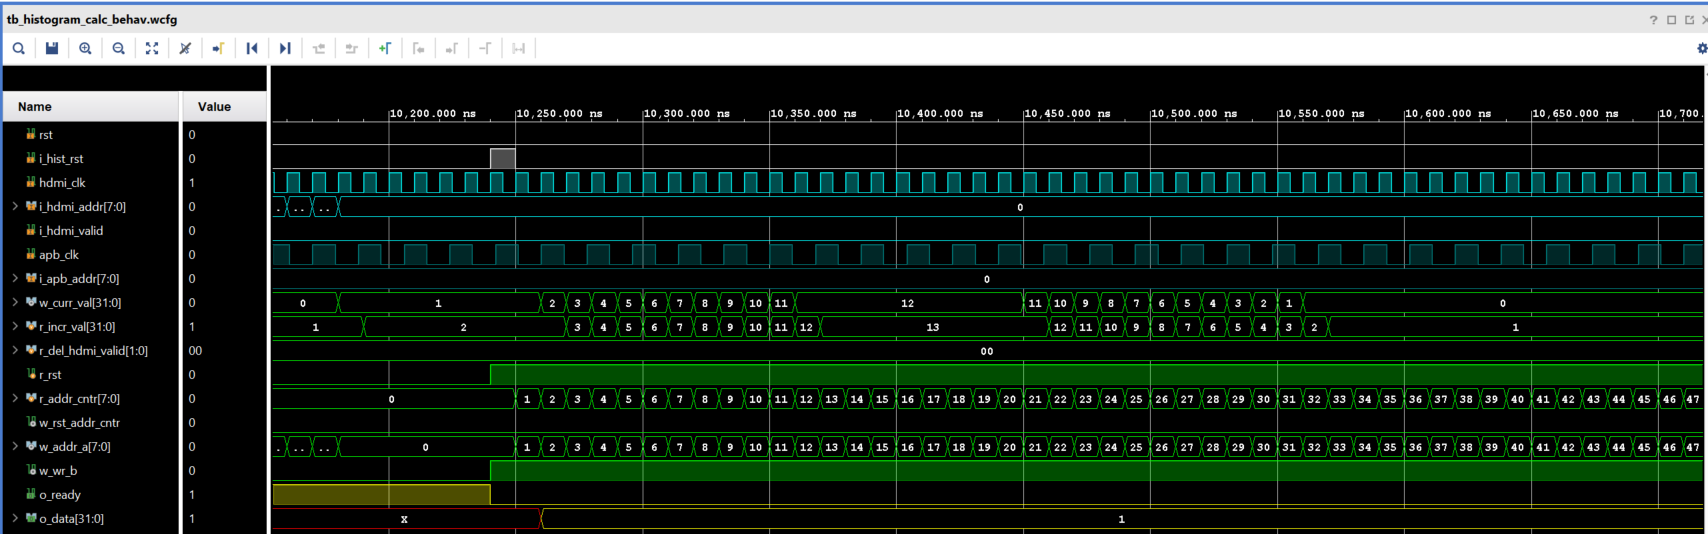 tb_histogram_calc_behav.wcfg
Name Value
10,200.000 ns 10,250.000 ns 10,300.000 ns 10,350.000 ns 10,400.000 ns 10,450.000 ns 10,500.000 ns 10,550.000 ns 10,600.000 ns 10,650.000 ns 10,700.
rst 0
i_hist_rst 0
hdmi_clk 1
i_hdmi_addr[7:0] 0 . .. .. 0
i_hdmi_valid 0
apb_clk 0
i_apb_addr[7:0] 0 0
w_curr_val[31:0] 0 0 1 2 3 4 5 6 7 8 9 10 11 12 11 10 9 8 7 6 5 4 3 2 1 0
r_incr_val[31:0] 1 1 2 3 4 5 6 7 8 9 10 11 12 13 12 11 10 9 8 7 6 5 4 3 2 1
r_del_hdmi_valid[1:0] 00 00
r_rst 0
r_addr_cntr[7:0] 0 0 1 2 3 4 5 6 7 8 9 10 11 12 13 14 15 16 17 18 19 20 21 22 23 24 25 26 27 28 29 30 31 32 33 34 35 36 37 38 39 40 41 42 43 44 45 46 47
w_rst_addr_cntr 0
w_addr_a[7:0] 0 . .. .. 0 1 2 3 4 5 6 7 8 9 10 11 12 13 14 15 16 17 18 19 20 21 22 23 24 25 26 27 28 29 30 31 32 33 34 35 36 37 38 39 40 41 42 43 44 45 46 47
w_wr_b 0
o_ready 1
o_data[31:0] 1 X 1